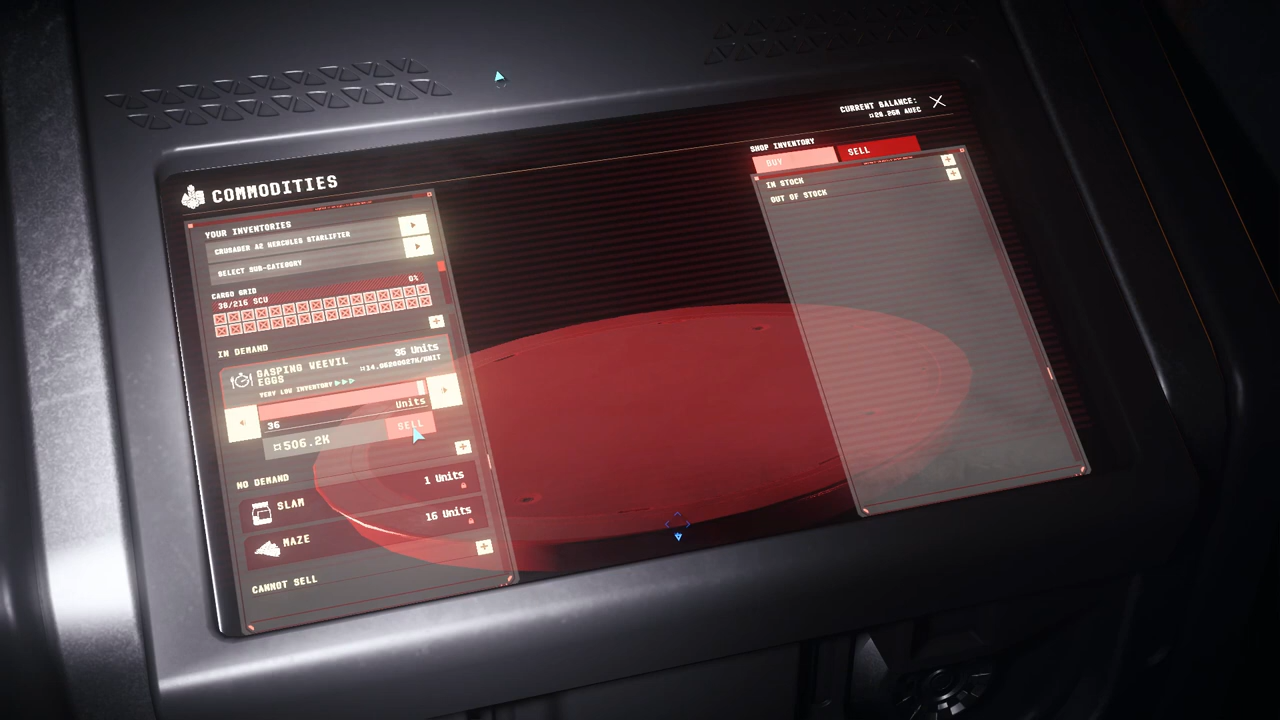 COMMODITIES
CURRENT BALANCE:
YOUR INVENTORIES
CRUSADER A2 HERCULES STARLIFTER
SELECT SUB-CATEGORY
CARGO GRID
0%
38/216 SCU
IN DEMAND
GASPING WEEVIL EGGS
36 Units
VERY LOW INVENTORY
Units
36
¤506.2K
SELL
NO DEMAND
SLAM
1 Units
MAZE
16 Units
CANNOT SELL
SHOP INVENTORY
BUY
SELL
IN STOCK
OUT OF STOCK